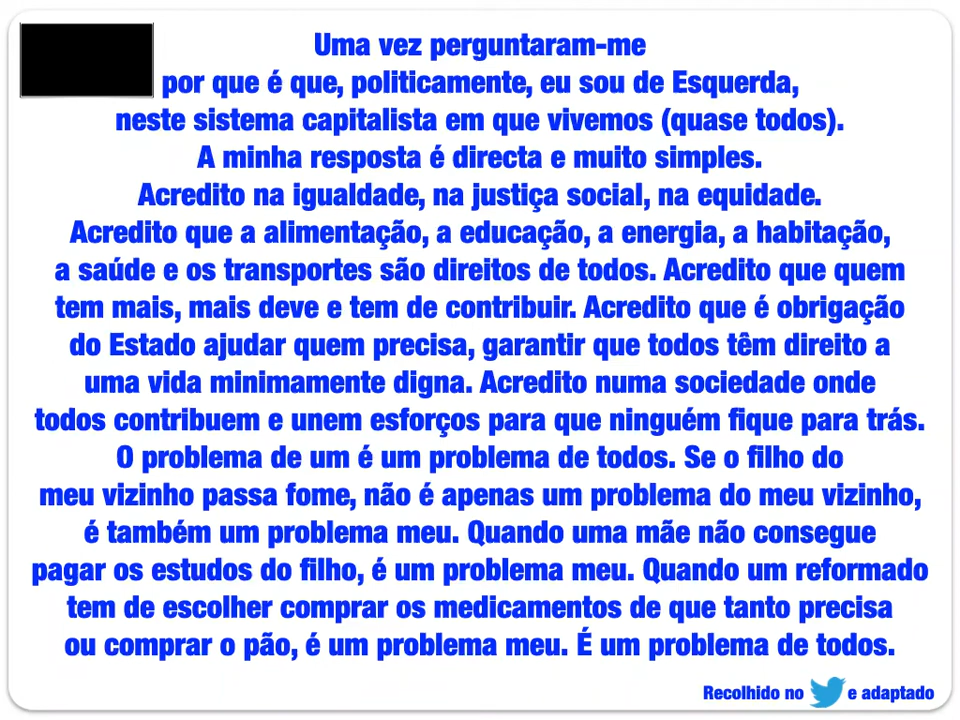 Uma vez perguntaram-me
por que é que, politicamente, eu sou de Esquerda,
neste sistema capitalista em que vivemos (quase todos).
A minha resposta é directa e muito simples.
Acredito na igualdade, na justiça social, na equidade.
Acredito que a alimentação, a educação, a energia, a habitação,
a saúde e os transportes são direitos de todos. Acredito que quem
tem mais, mais deve e tem de contribuir. Acredito que é obrigação
do Estado ajudar quem precisa, garantir que todos têm direito a
uma vida minimamente digna. Acredito numa sociedade onde
todos contribuem e unem esforços para que ninguém fique para trás.
O problema de um é um problema de todos. Se o filho do
meu vizinho passa fome, não é apenas um problema do meu vizinho,
é também um problema meu. Quando uma mãe não consegue
pagar os estudos do filho, é um problema meu. Quando um reformado
tem de escolher comprar os medicamentos de que tanto precisa
ou comprar o pão, é um problema meu. É um problema de todos.
Recolhido no e adaptado